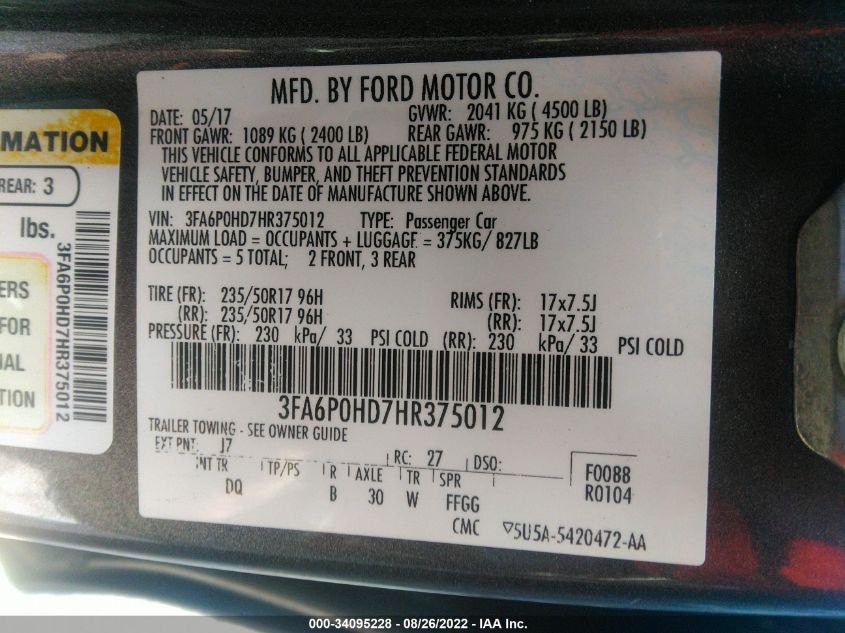 MFD. BY FORD MOTOR CO.
DATE: 05/17 GVWR: 2041 KG ( 4500 LB)
FRONT GAWR: 1089 KG ( 2400 LB) REAR GAWR: 975 KG ( 2150 LB)
THIS VEHICLE CONFORMS TO ALL APPLICABLE FEDERAL MOTOR
VEHICLE SAFETY, BUMPER, AND THEFT PREVENTION STANDARDS
IN EFFECT ON THE DATE OF MANUFACTURE SHOWN ABOVE.
VIN: 3FA6P0HD7HR375012 TYPE: Passenger Car
MAXIMUM LOAD = OCCUPANTS + LUGGAGE = 375KG/ 827LB
OCCUPANTS = 5 TOTAL; 2 FRONT, 3 REAR
TIRE (FR): 235/50R17 96H RIMS (FR): 17x7.5J
(RR): 235/50R17 96H (RR): 17x7.5J
PRESSURE (FR): 230 kPa/ 33 PSI COLD (RR): 230 kPa/ 33 PSI COLD
3FA6P0HD7HR375012
TRAILER TOWING - SEE OWNER GUIDE
EXT PNT: J7 RC: 27 DSO: F0088
INT TR TP/PS R AXLE TR SPR R0104
DQ B 30 W FFGG
CMC 5U5A-5420472-AA
MATION
REAR: 3
lbs.
3FA6P0HD7HR375012
ERS
FOR
NAL
TION
000-34095228 - 08/26/2022 - IAA Inc.